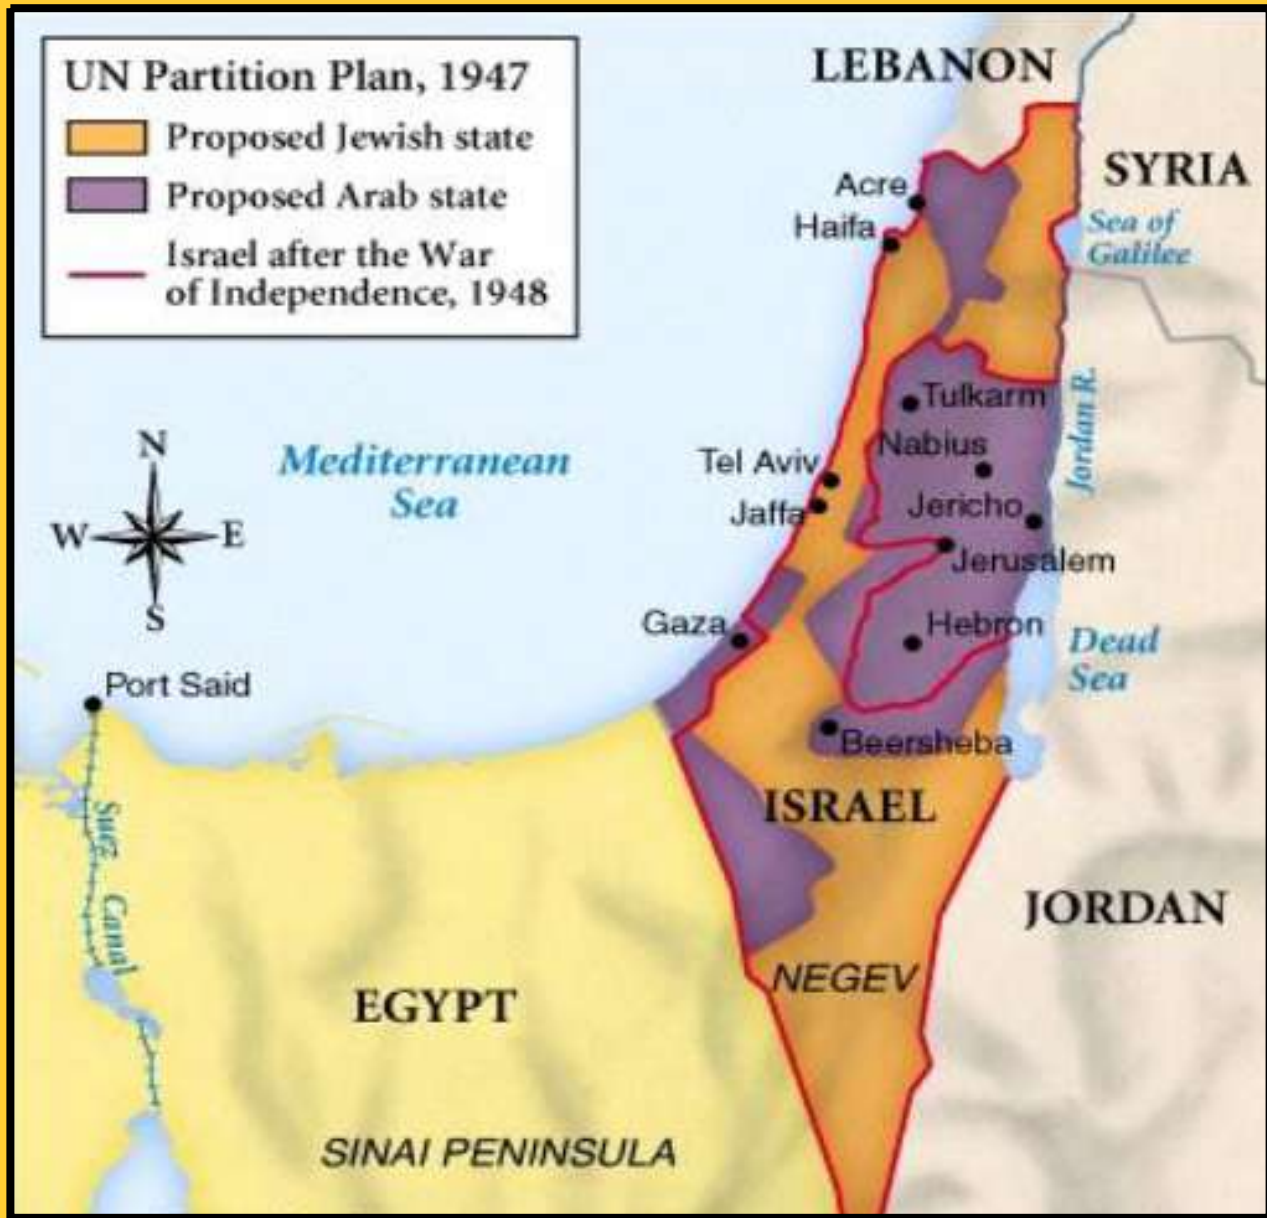 UN Partition Plan, 1947
Proposed Jewish state
Proposed Arab state
Israel after the War
of Independence, 1948
LEBANON
SYRIA
Acre
Haifa
Sea of
Galilee
Tulkarm
Jordan R.
Nabius
Tel Aviv
Mediterranean
Sea
Jaffa
Jericho
N
W
E
S
Jerusalem
Gaza
Hebron
Dead
Sea
Port Said
Beersheba
ISRAEL
Suez Canal
JORDAN
NEGEV
EGYPT
SINAI PENINSULA